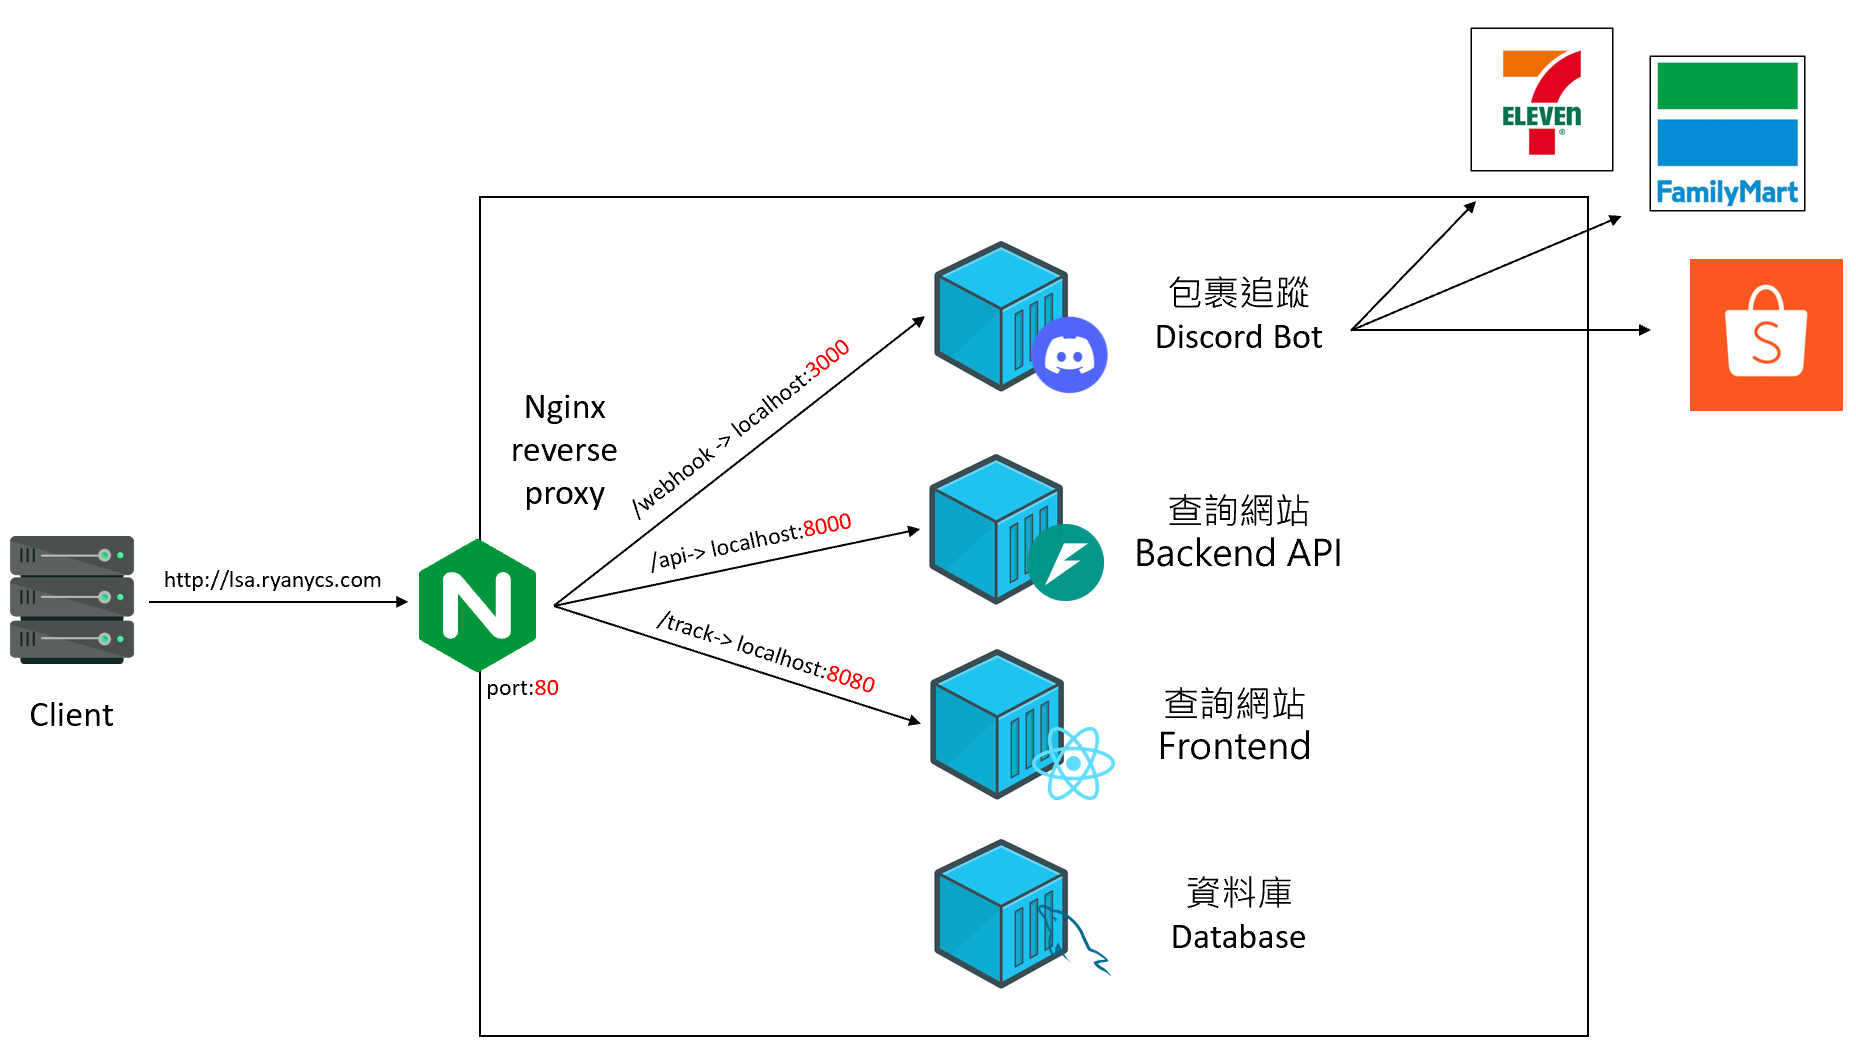 ELEVEn
FamilyMart
S
包裹追蹤
Discord Bot
/webhook -> localhost:3000
Nginx
reverse
proxy
查詢網站
Backend API
/api-> localhost:8000
http://lsa.ryanycs.com
N
/track-> localhost:8080
port:80
Client
查詢網站
Frontend
資料庫
Database